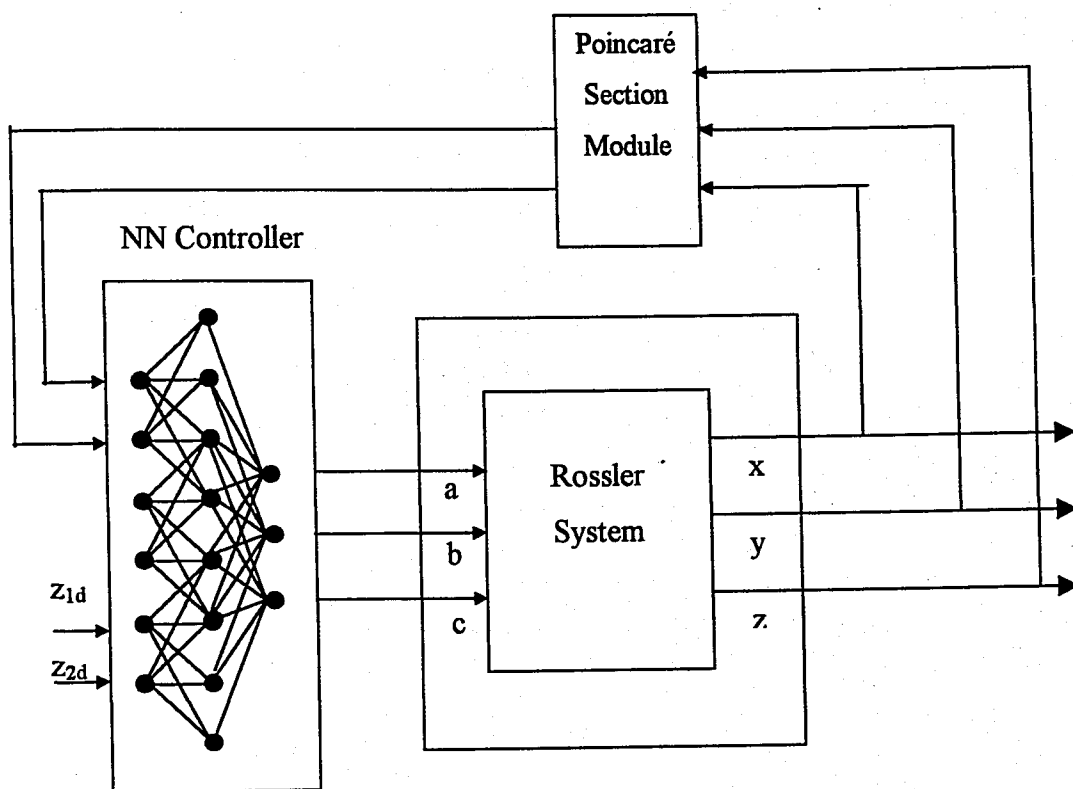 Poincaré
Section
Module
NN Controller
a
b
c
Rossler
System
x
y
z
z1d
z2d